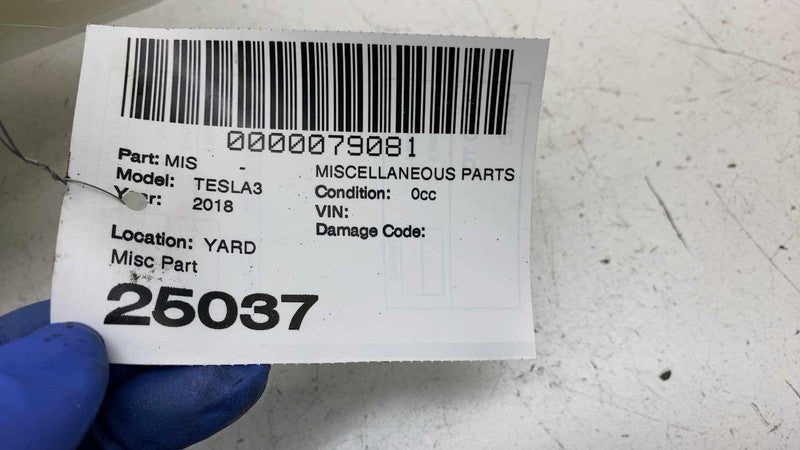 0000079081
Part: MIS - MISCELLANEOUS PARTS
Model: TESLA3 Condition: 0cc
Year: 2018 VIN:
Damage Code:
Location: YARD
Misc Part
25037